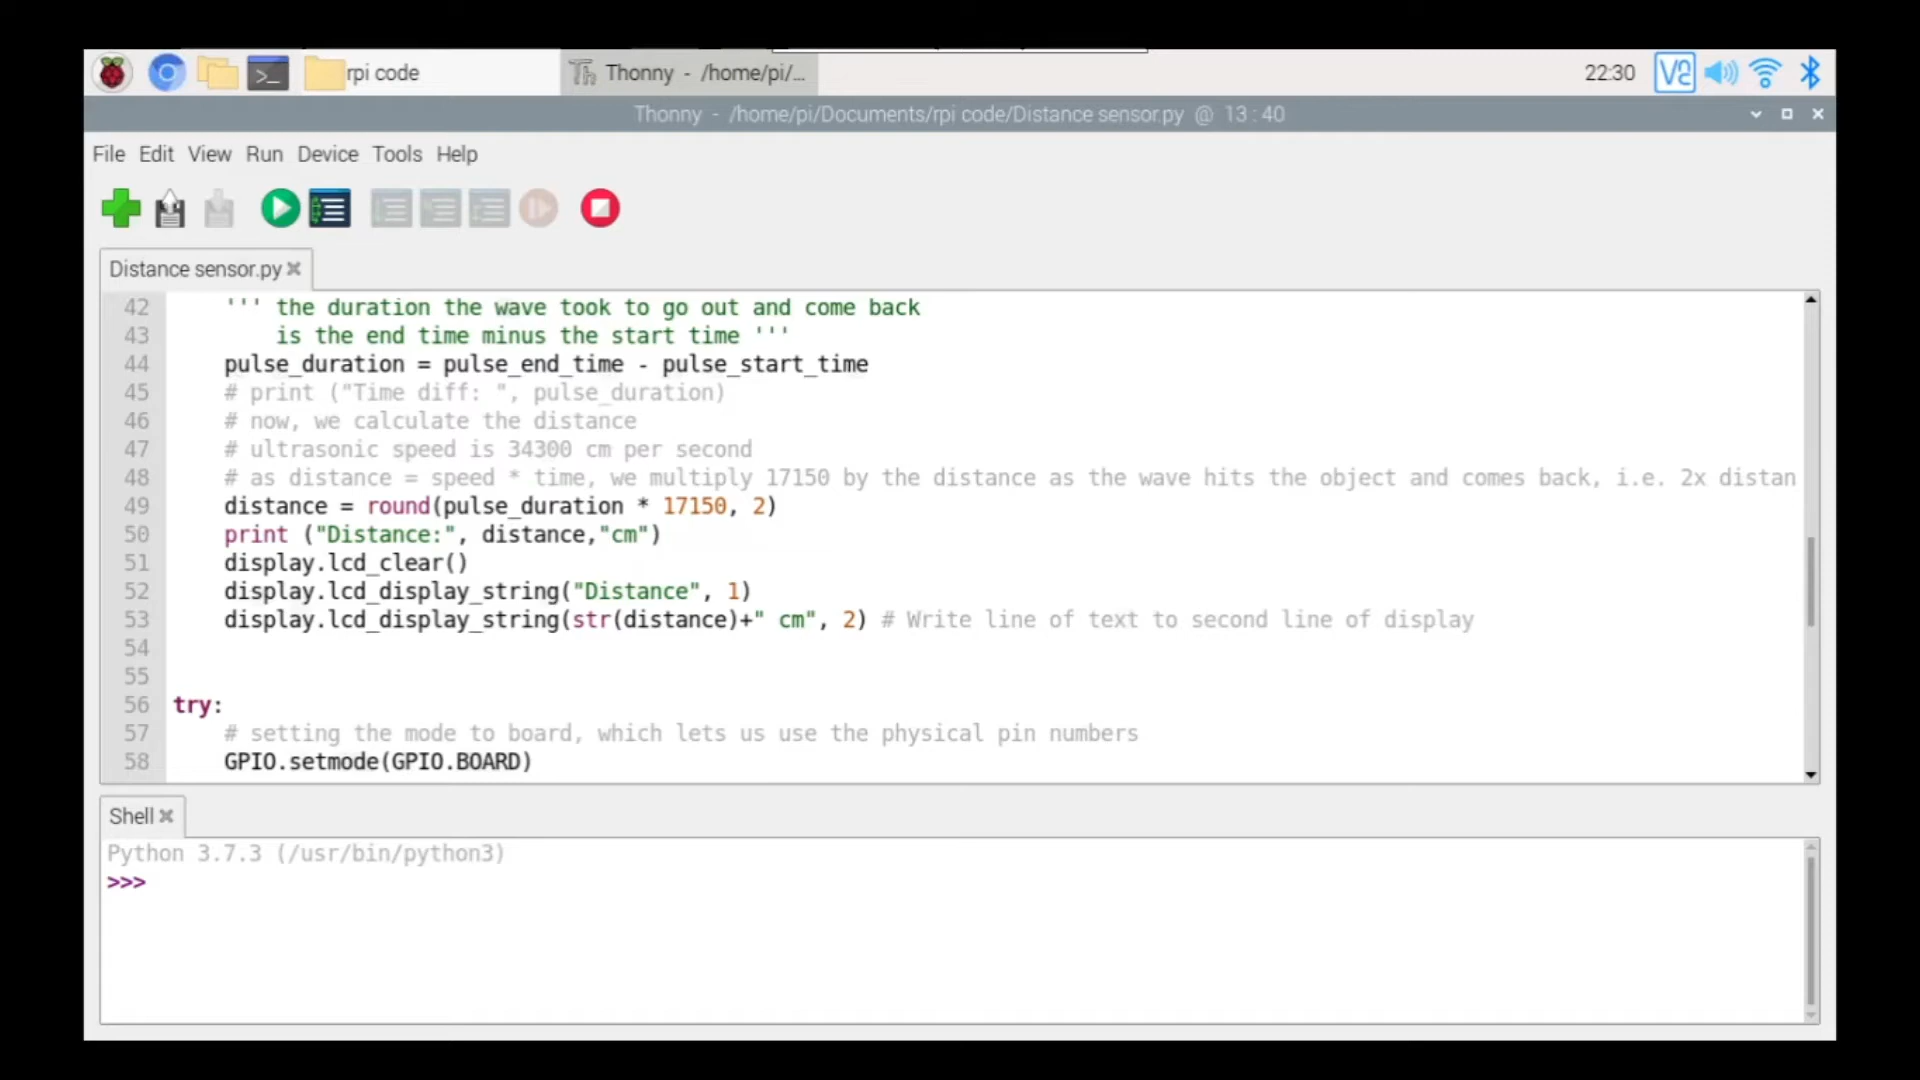 rpi code
Thonny - /home/pi/...
22:30
Thonny - /home/pi/Documents/rpi code/Distance sensor.py @ 13 : 40
File Edit View Run Device Tools Help
Distance sensor.py
42 ''' the duration the wave took to go out and come back
43 is the end time minus the start time '''
44 pulse_duration = pulse_end_time - pulse_start_time
45 # print ("Time diff: ", pulse_duration)
46 # now, we calculate the distance
47 # ultrasonic speed is 34300 cm per second
48 # as distance = speed * time, we multiply 17150 by the distance as the wave hits the object and comes back, i.e. 2x distan
49 distance = round(pulse_duration * 17150, 2)
50 print ("Distance:", distance,"cm")
51 display.lcd_clear()
52 display.lcd_display_string("Distance", 1)
53 display.lcd_display_string(str(distance)+" cm", 2) # Write line of text to second line of display
54
55
56 try:
57 # setting the mode to board, which lets us use the physical pin numbers
58 GPIO.setmode(GPIO.BOARD)
Shell
Python 3.7.3 (/usr/bin/python3)
>>>